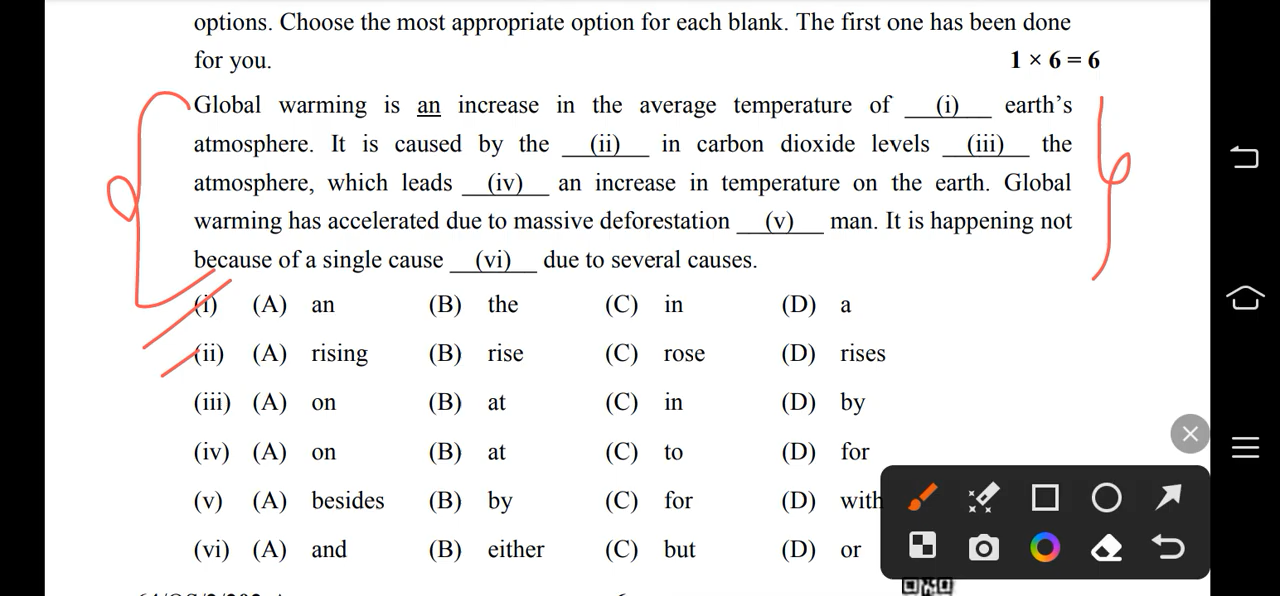 options. Choose the most appropriate option for each blank. The first one has been done
for you. 1 × 6 = 6
Global warming is an increase in the average temperature of (i) earth's
atmosphere. It is caused by the (ii) in carbon dioxide levels (iii) the
atmosphere, which leads (iv) an increase in temperature on the earth. Global
warming has accelerated due to massive deforestation (v) man. It is happening not
because of a single cause (vi) due to several causes.
(i) (A) an (B) the (C) in (D) a
(ii) (A) rising (B) rise (C) rose (D) rises
(iii) (A) on (B) at (C) in (D) by
(iv) (A) on (B) at (C) to (D) for
(v) (A) besides (B) by (C) for (D) with
(vi) (A) and (B) either (C) but (D) or